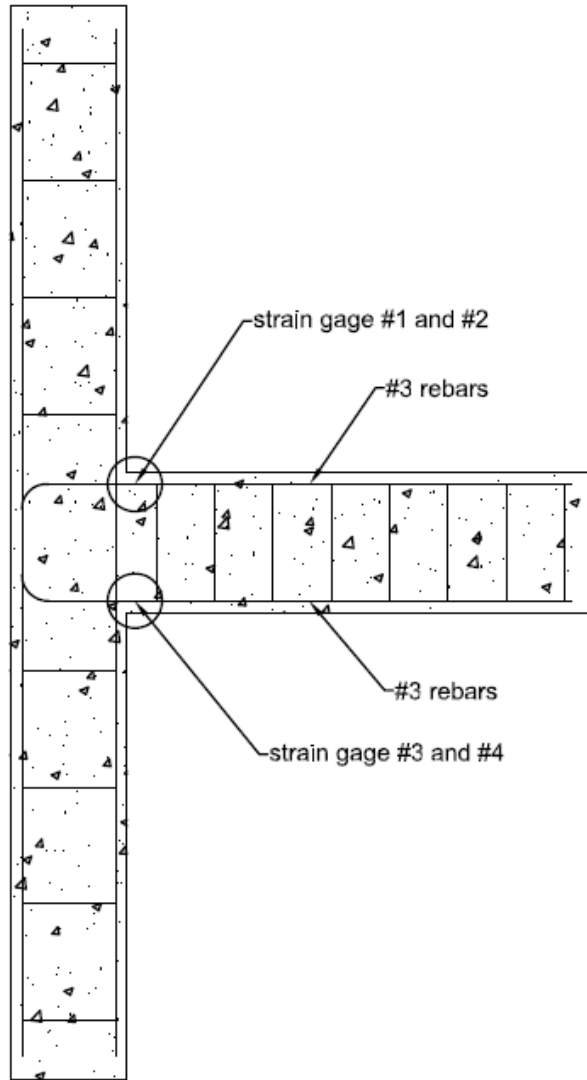 strain gage #1 and #2
#3 rebars
#3 rebars
strain gage #3 and #4